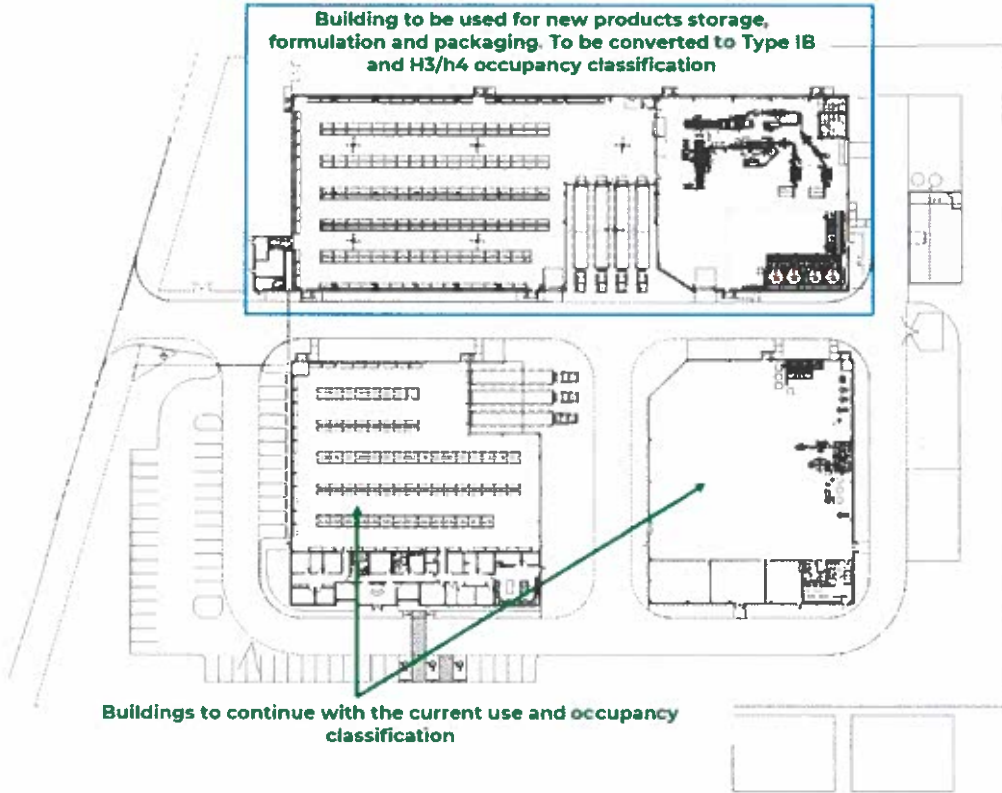 Building to be used for new products storage,
formulation and packaging. To be converted to Type IB
and H3/h4 occupancy classification
Buildings to continue with the current use and occupancy
classification